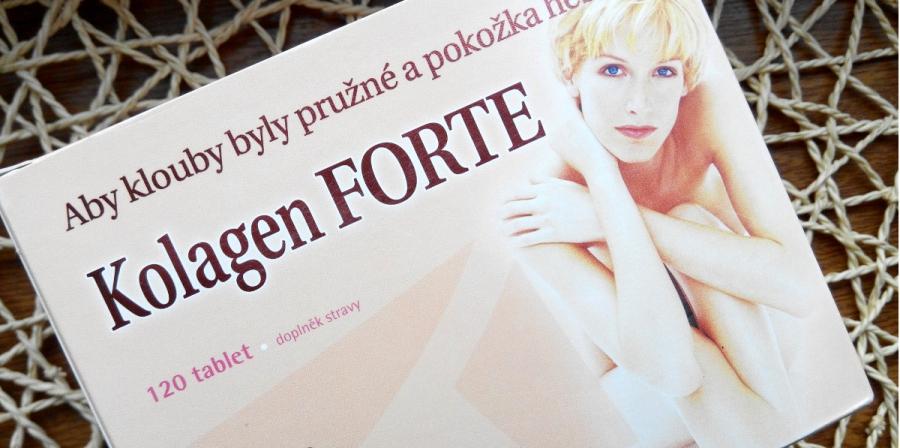 Aby klouby byly pružné a pokožka
Kolagen FORTE
120 tablet • doplněk stravy